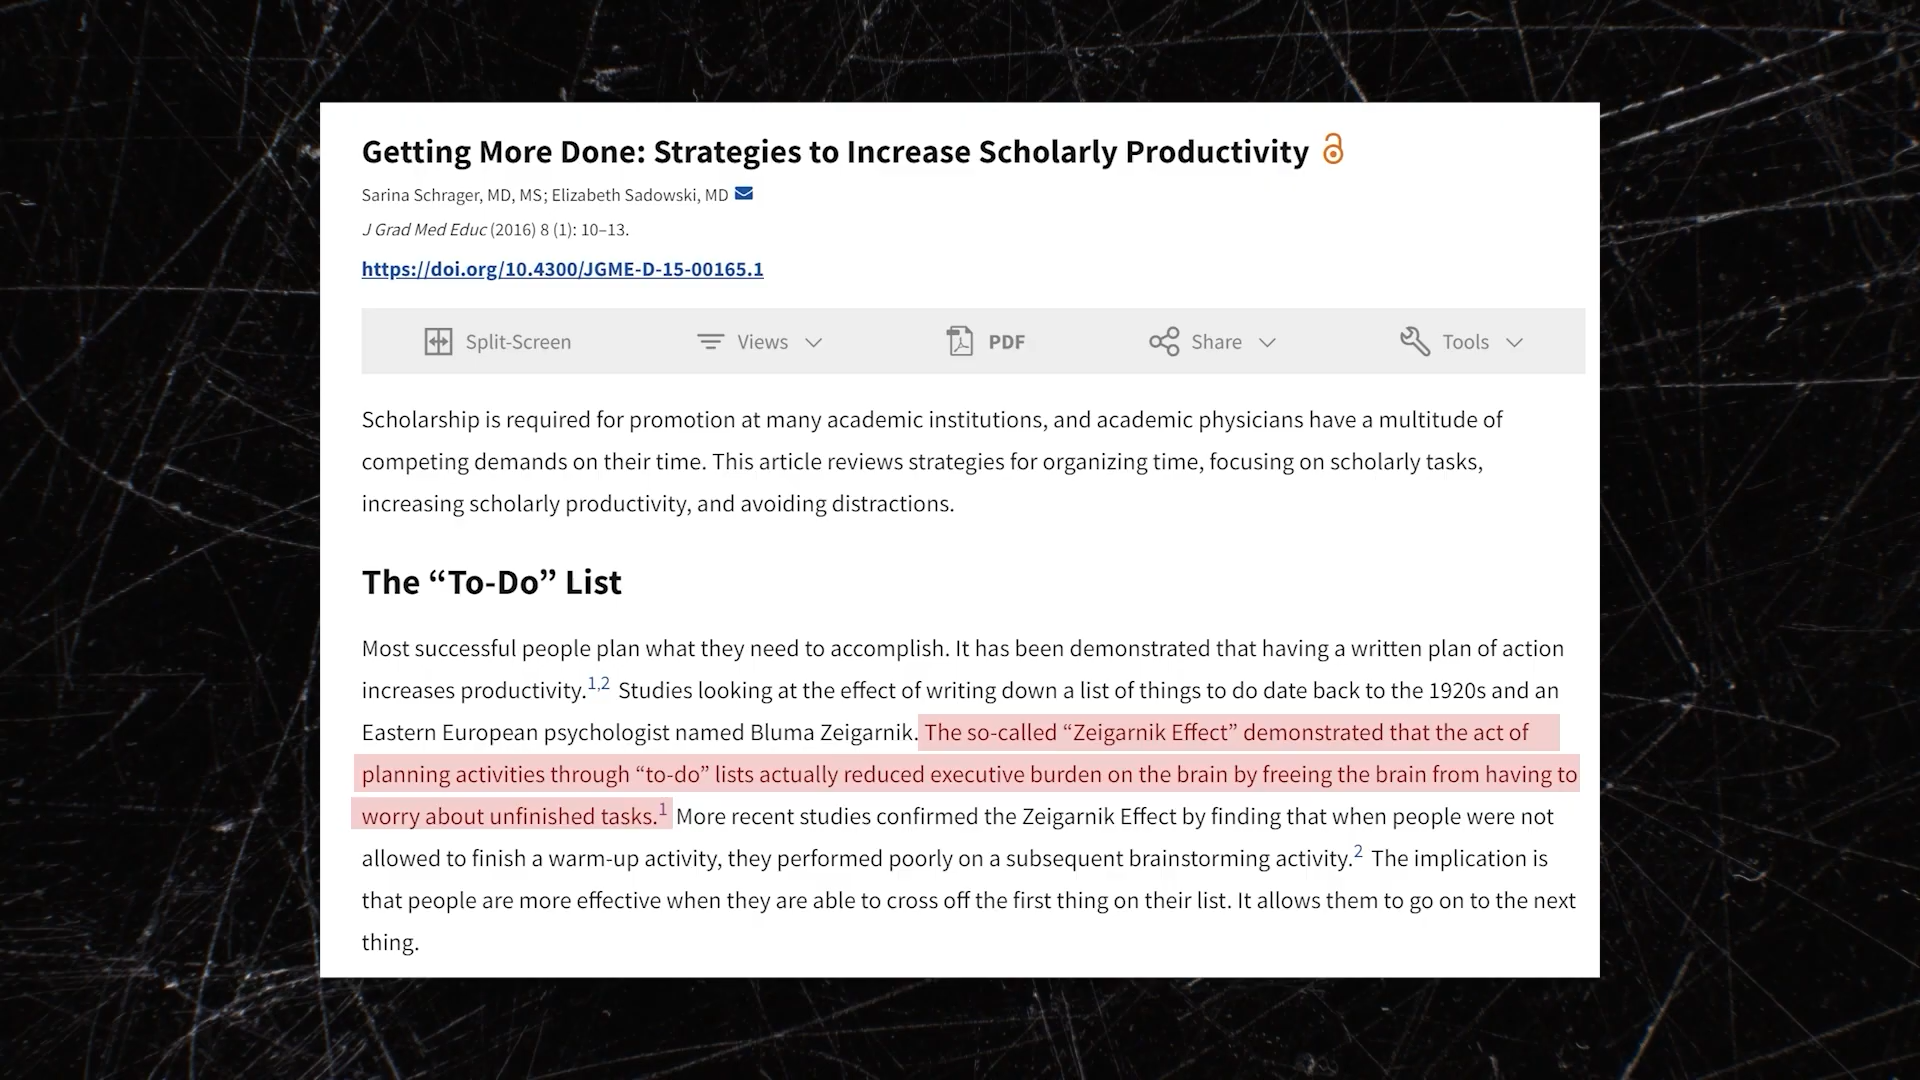 Getting More Done: Strategies to Increase Scholarly Productivity
Sarina Schrager, MD, MS; Elizabeth Sadowski, MD
J Grad Med Educ (2016) 8 (1): 10–13.
https://doi.org/10.4300/JGME-D-15-00165.1
Split-Screen Views PDF Share Tools
Scholarship is required for promotion at many academic institutions, and academic physicians have a multitude of
competing demands on their time. This article reviews strategies for organizing time, focusing on scholarly tasks,
increasing scholarly productivity, and avoiding distractions.
The “To-Do” List
Most successful people plan what they need to accomplish. It has been demonstrated that having a written plan of action
increases productivity.1,2 Studies looking at the effect of writing down a list of things to do date back to the 1920s and an
Eastern European psychologist named Bluma Zeigarnik. The so-called “Zeigarnik Effect” demonstrated that the act of
planning activities through “to-do” lists actually reduced executive burden on the brain by freeing the brain from having to
worry about unfinished tasks.1 More recent studies confirmed the Zeigarnik Effect by finding that when people were not
allowed to finish a warm-up activity, they performed poorly on a subsequent brainstorming activity.2 The implication is
that people are more effective when they are able to cross off the first thing on their list. It allows them to go on to the next
thing.